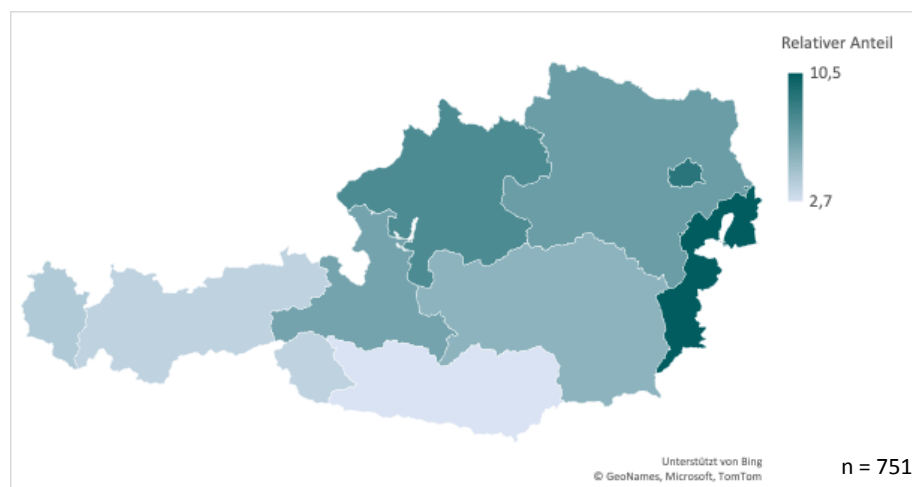 Relativer Anteil
10,5
2,7
Unterstützt von Bing
© GeoNames, Microsoft, TomTom
n = 751